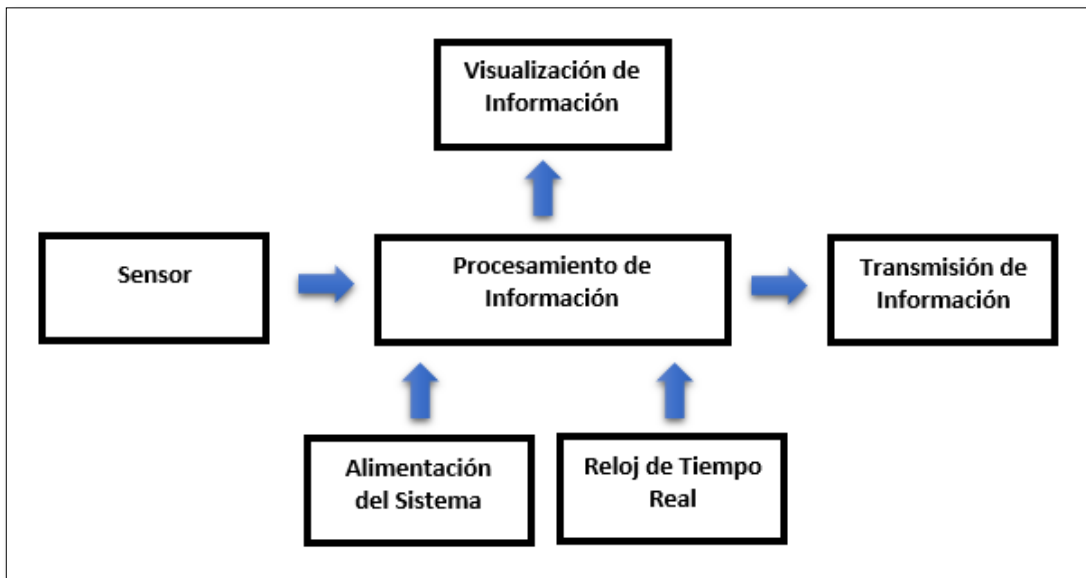 Visualización de
Información
Sensor
Procesamiento de
Información
Transmisión de
Información
Alimentación
del Sistema
Reloj de Tiempo
Real